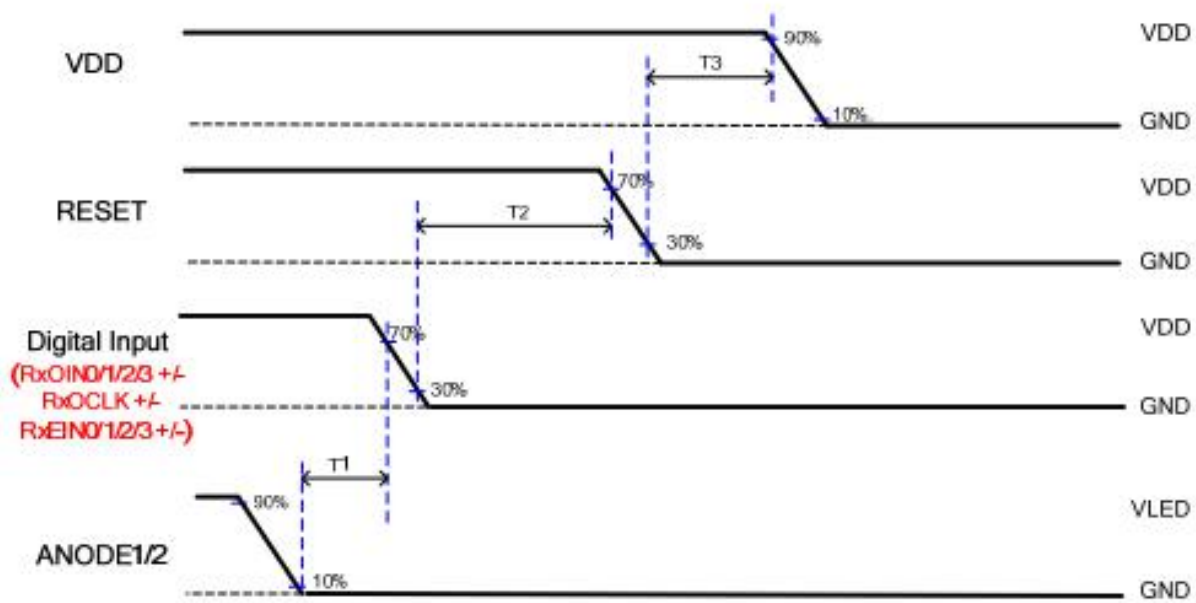 VDD
90%
VDD
T3
10%
GND
RESET
70%
VDD
T2
30%
GND
Digital Input
70%
VDD
(RxOIN0/1/2/3 +/-
30%
RxOCLK +/-
GND
RxEIN0/1/2/3 +/-)
T1
90%
VLED
ANODE1/2
10%
GND